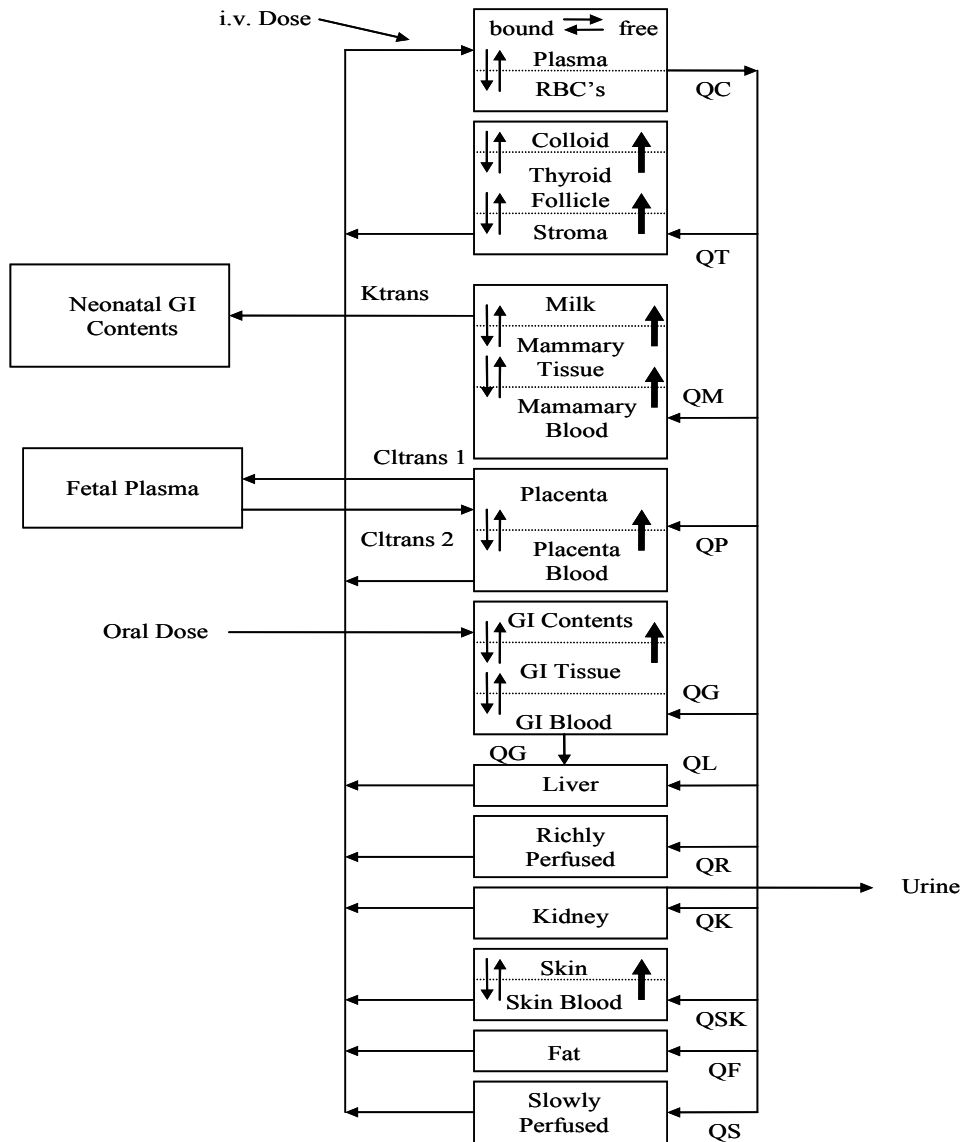 i.v. Dose
bound free
Plasma
RBC's
QC
Colloid
Thyroid
Follicle
Stroma
QT
Neonatal GI
Contents
Ktrans
Milk
Mammary
Tissue
Mamamary
Blood
QM
Fetal Plasma
Cltrans 1
Cltrans 2
Placenta
Placenta
Blood
QP
Oral Dose
GI Contents
GI Tissue
GI Blood
QG
QG
Liver
QL
Richly
Perfused
QR
Urine
Kidney
QK
Skin
Skin Blood
QSK
Fat
QF
Slowly
Perfused
QS